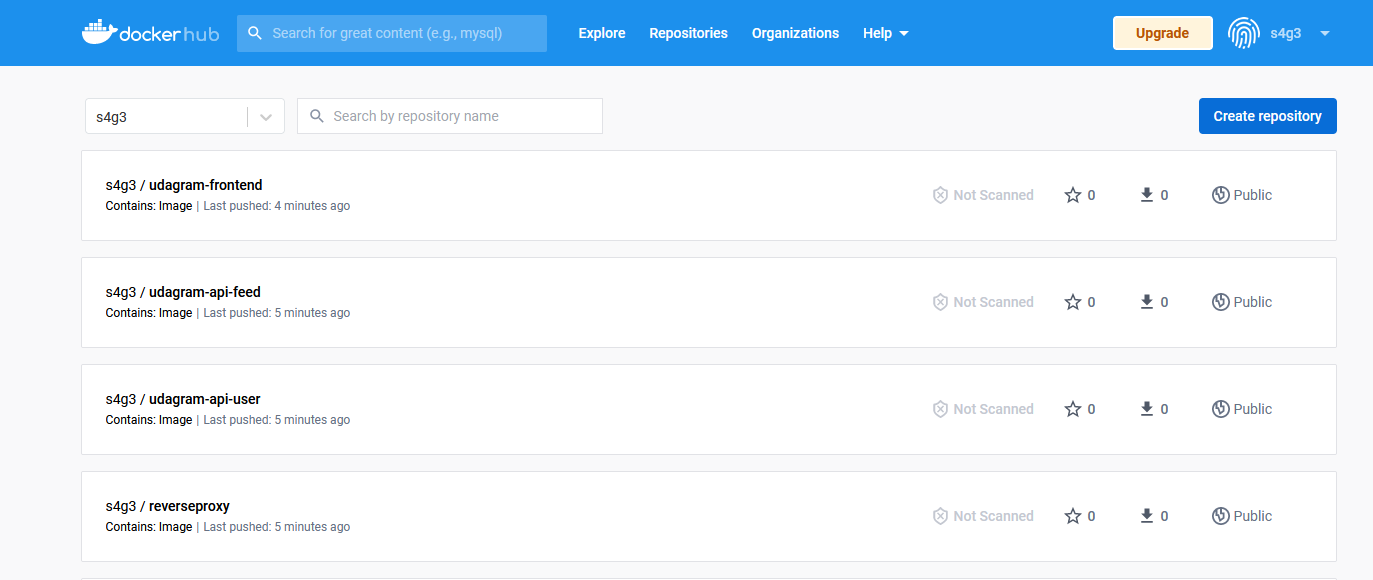 docker hub Search for great content (e.g., mysql) Explore Repositories Organizations Help Upgrade s4g3
s4g3 Search by repository name Create repository
s4g3 / udagram-frontend
Contains: Image | Last pushed: 4 minutes ago
Not Scanned 0 0 Public
s4g3 / udagram-api-feed
Contains: Image | Last pushed: 5 minutes ago
Not Scanned 0 0 Public
s4g3 / udagram-api-user
Contains: Image | Last pushed: 5 minutes ago
Not Scanned 0 0 Public
s4g3 / reverseproxy
Contains: Image | Last pushed: 5 minutes ago
Not Scanned 0 0 Public